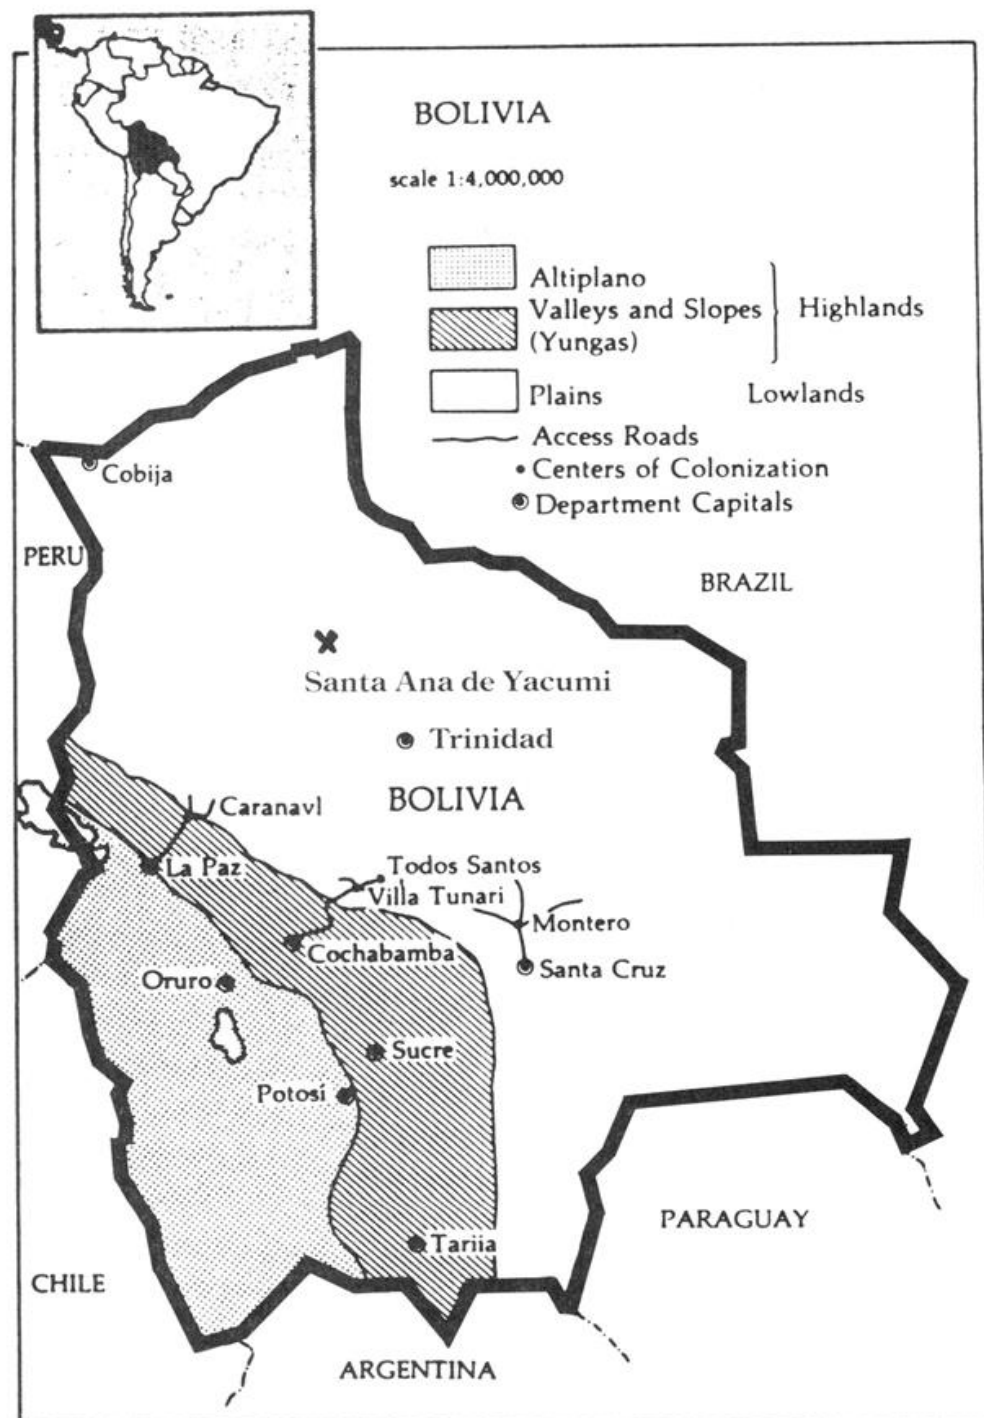 BOLIVIA
scale 1:4,000,000
Altiplano
Valleys and Slopes
(Yungas)
Highlands
Plains
Lowlands
Access Roads
Centers of Colonization
Department Capitals
Cobija
PERU
BRAZIL
Santa Ana de Yacumi
Trinidad
BOLIVIA
Caranavl
La Paz
Todos Santos
Villa Tunari
Montero
Cochabamba
Santa Cruz
Oruro
Sucre
Potosí
PARAGUAY
Tariia
CHILE
ARGENTINA